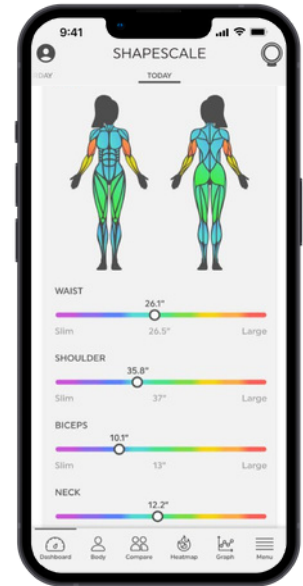 9:41
SHAPESCALE
DAY
TODAY
WAIST
26.1"
Slim 26.5" Large
SHOULDER
35.8"
Slim 37" Large
BICEPS
10.1"
Slim 13" Large
NECK
12.2"
Dashboard Body Compare Heatmap Graph Menu